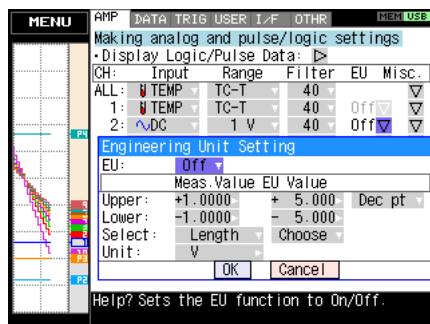 MENU
AMP DATA TRIG USER I/F OTHR MEM USB
Making analog and pulse/logic settings
・Display Logic/Pulse Data:
CH: Input Range Filter EU Misc.
ALL: TEMP TC-T 40
1: TEMP TC-T 40 Off
2: DC 1 V 40 Off
P4
Engineering Unit Setting
EU: Off
Meas.Value EU Value
Upper: +1.0000 + 5.000 Dec pt
Lower: -1.0000 - 5.000
Select: Length Choose
Unit: V
P3
OK Cancel
P2
Help? Sets the EU function to On/Off.